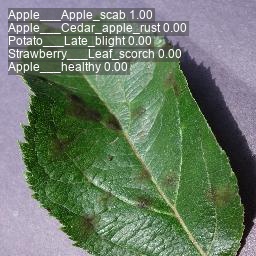 Apple___Apple_scab 1.00
Apple___Cedar_apple_rust 0.00
Potato___Late_blight 0.00
Strawberry___Leaf_scorch 0.00
Apple___healthy 0.00